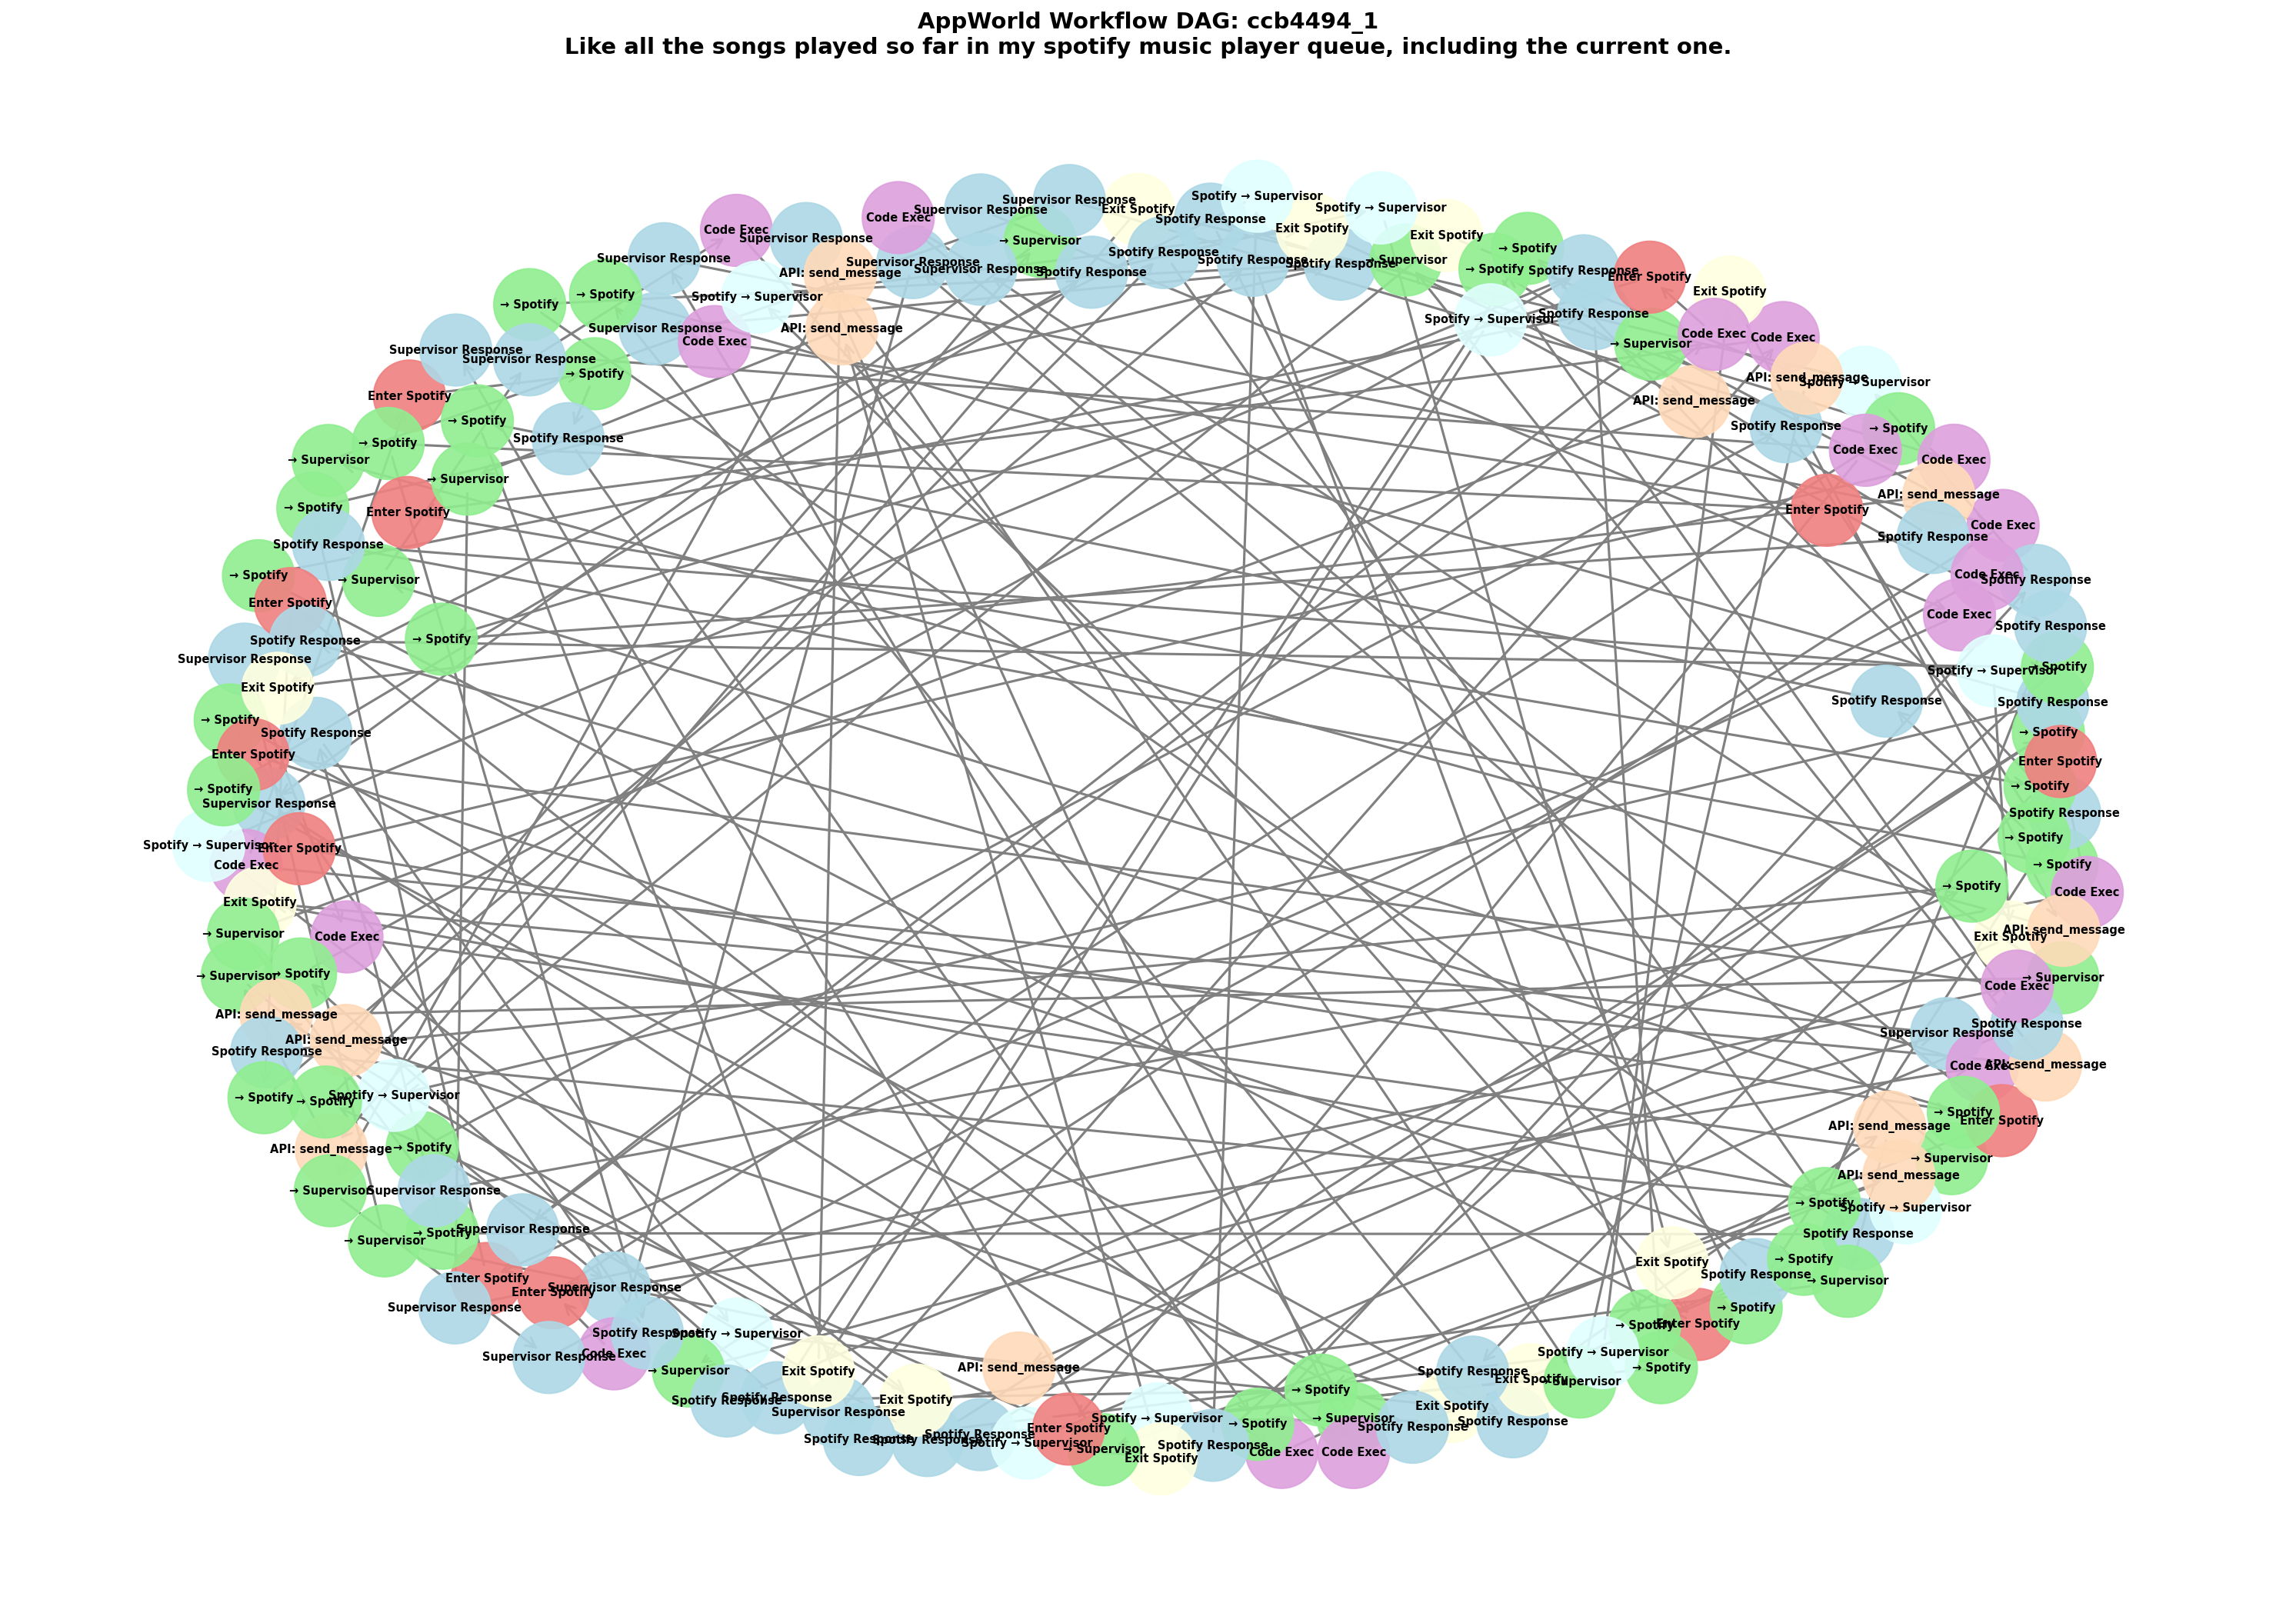 AppWorld Workflow DAG: ccb4494_1
Like all the songs played so far in my spotify music player queue, including the current one.
Supervisor Response
Exit Spotify
Spotify → Supervisor
Spotify → Supervisor
Code Exec
Supervisor Response
Spotify Response
Code Exec
Supervisor Response
→ Supervisor
Exit Spotify
Exit Spotify
→ Spotify
Supervisor Response
API: send_message
Supervisor Response
Supervisor Response
Spotify Response
Spotify Response
Spotify Response
Spotify Response
→ Supervisor
→ Spotify
Spotify Response
Enter Spotify
Exit Spotify
→ Spotify
→ Spotify
Spotify → Supervisor
Supervisor Response
Code Exec
API: send_message
Spotify → Supervisor
Spotify Response
→ Supervisor
Code Exec
Code Exec
Supervisor Response
Supervisor Response
→ Spotify
API: send_message
Spotify → Supervisor
Enter Spotify
→ Spotify
API: send_message
→ Spotify
→ Spotify
Spotify Response
Spotify Response
Code Exec
→ Supervisor
→ Supervisor
Code Exec
API: send_message
→ Spotify
Enter Spotify
Enter Spotify
Code Exec
Spotify Response
Spotify Response
→ Spotify
→ Supervisor
Code Exec
Spotify Response
Enter Spotify
Code Exec
Spotify Response
Spotify Response
→ Spotify
Supervisor Response
Spotify → Supervisor
→ Spotify
Exit Spotify
Spotify Response
Spotify Response
→ Spotify
Spotify Response
→ Spotify
Enter Spotify
Enter Spotify
→ Spotify
Supervisor Response
→ Spotify
Spotify Response
Spotify → Supervisor
Enter Spotify
→ Spotify
Code Exec
→ Spotify
Exit Spotify
→ Spotify
Code Exec
→ Supervisor
Code Exec
Exit Spotify
API: send_message
→ Supervisor
→ Spotify
→ Supervisor
Code Exec
API: send_message
API: send_message
Supervisor Response
Spotify Response
Spotify Response
Code Exec
API: send_message
→ Spotify
→ Spotify
Spotify → Supervisor
→ Spotify
Enter Spotify
API: send_message
→ Spotify
API: send_message
→ Supervisor
→ Supervisor
Supervisor Response
API: send_message
→ Spotify
Spotify → Supervisor
→ Supervisor
→ Spotify
Supervisor Response
Spotify Response
Exit Spotify
→ Spotify
Enter Spotify
Enter Spotify
Supervisor Response
Spotify Response
→ Supervisor
Supervisor Response
→ Spotify
→ Spotify
Enter Spotify
Supervisor Response
Code Exec
Spotify Response
Spotify → Supervisor
Spotify → Supervisor
→ Supervisor
Spotify Response
Spotify Response
Exit Spotify
API: send_message
→ Spotify
Spotify Response
Exit Spotify
→ Supervisor
→ Spotify
Supervisor Response
Exit Spotify
Spotify → Supervisor
→ Supervisor
Exit Spotify
Spotify Response
Spotify Response
Spotify Response
Spotify Response
Enter Spotify
→ Spotify
Spotify Response
Spotify → Supervisor
→ Supervisor
Spotify Response
Exit Spotify
Code Exec
Code Exec